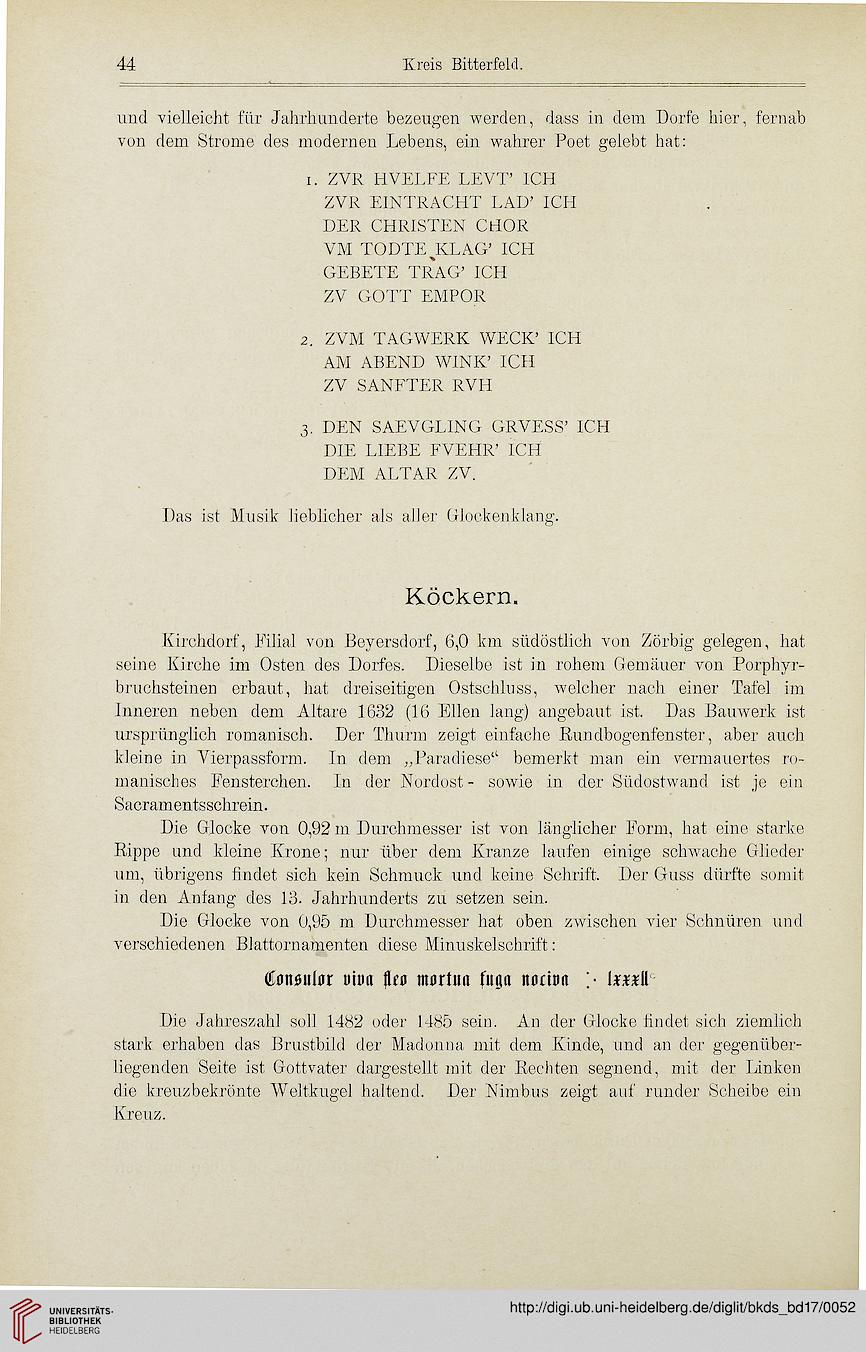 44
Kreis Bitterfeld.
und vielleicht für Jahrhunderte bezeugen werden, dass in dem Dorfe hier, fernab
von dem Strome des modernen Lebens, ein wahrer Poet gelebt hat:
1. ZVR HVELFE LEVT' ICH
ZVR EINTRACHT LAD' ICH
DER CHRISTEN CHOR
VM TODTE KLAG' ICH
GEBETE TRAG' ICH
ZV GOTT EMPOR
2. ZVM TAGWERK WECK' ICH
AM ABEND WINK' ICH
ZV SANFTER RVH
3. DEN SAEVGLING GRVESS' ICH
DIE LIEBE FVEHR' ICH
DEM ALTAR ZV.
Das ist Musik lieblicher als aller Glockenklang.
Köckern.
Kirchdorf, Filial von Beyersdorf, 6,0 km südöstlich von Zörbig gelegen, hat
seine Kirche im Osten des Dorfes. Dieselbe ist in rohem Gemäuer von Porphyr-
bruchsteinen erbaut, hat dreiseitigen Ostschluss, welcher nach einer Tafel im
Inneren neben dem Altare 1632 (16 Ellen lang) angebaut ist. Das Bauwerk ist
ursprünglich romanisch. Der Thurm zeigt einfache Rundbogenfenster, aber auch
kleine in Vierpassform. In dem „Paradiese“ bemerkt man ein vermauertes ro-
manisches Fensterchen. In der Nordost- sowie in der Südostwand ist je ein
Sacramentsschrein.
Die Glocke von 0,92 m Durchmesser ist von länglicher Form, hat eine starke
Rippe und kleine Krone; nur über dem Kranze laufen einige schwache Glieder
um, übrigens findet sich kein Schmuck und keine Schrift. Der Guss dürfte somit
in den Anfang des 13. Jahrhunderts zu setzen sein.
Die Glocke von 0,95 m Durchmesser hat oben zwischen vier Schnüren und
verschiedenen Blattornamenten diese Minuskelschrift:
Consulor viva fleo mortua fuga nociva lxxxll
Die Jahreszahl soll 1482 oder 1485 sein. An der Glocke findet sich ziemlich
stark erhaben das Brustbild der Madonna mit dem Kinde, und an der gegenüber-
liegenden Seite ist Gottvater dargestellt mit der Rechten segnend, mit der Linken
die kreuzbekrönte Weltkugel haltend. Der Nimbus zeigt auf runder Scheibe ein
Kreuz.
UNIVERSITÄTS-
BIBLIOTHEK
HEIDELBERG
http://digi.ub.uni-heidelberg.de/diglit/bkds_bd17/0052